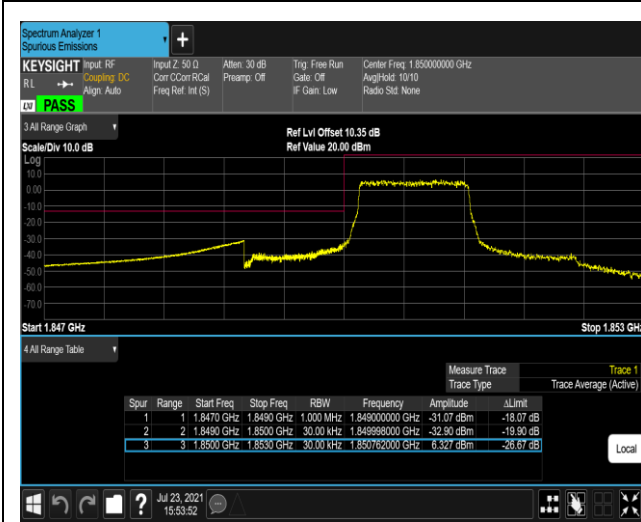 Spectrum Analyzer 1
Spurious Emissions
KEYSIGHT Input: RF Input Z: 50 Ω Atten: 30 dB Trig: Free Run Center Freq: 1.850000000 GHz
R L Coupling: DC Corr CCorr RCal Preamp: Off Gate: Off Avg|Hold: 10/10
Align: Auto Freq Ref: Int (S) IF Gain: Low Radio Std: None
LXI PASS
3 All Range Graph
Ref Lvl Offset 10.35 dB
Scale/Div 10.0 dB Ref Value 20.00 dBm
Log
10.0
0.00
-10.0
-20.0
-30.0
-40.0
-50.0
-60.0
-70.0
Start 1.847 GHz Stop 1.853 GHz
4 All Range Table
Measure Trace Trace 1
Trace Type Trace Average (Active)
Spur Range Start Freq Stop Freq RBW Frequency Amplitude ΔLimit
1 1 1.8470 GHz 1.8490 GHz 1.000 MHz 1.849000000 GHz -31.07 dBm -18.07 dB
2 2 1.8490 GHz 1.8500 GHz 30.00 kHz 1.849998000 GHz -32.90 dBm -19.90 dB
3 3 1.8500 GHz 1.8530 GHz 30.00 kHz 1.850762000 GHz 6.327 dBm -26.67 dB
Local
? Jul 23, 2021
15:53:52